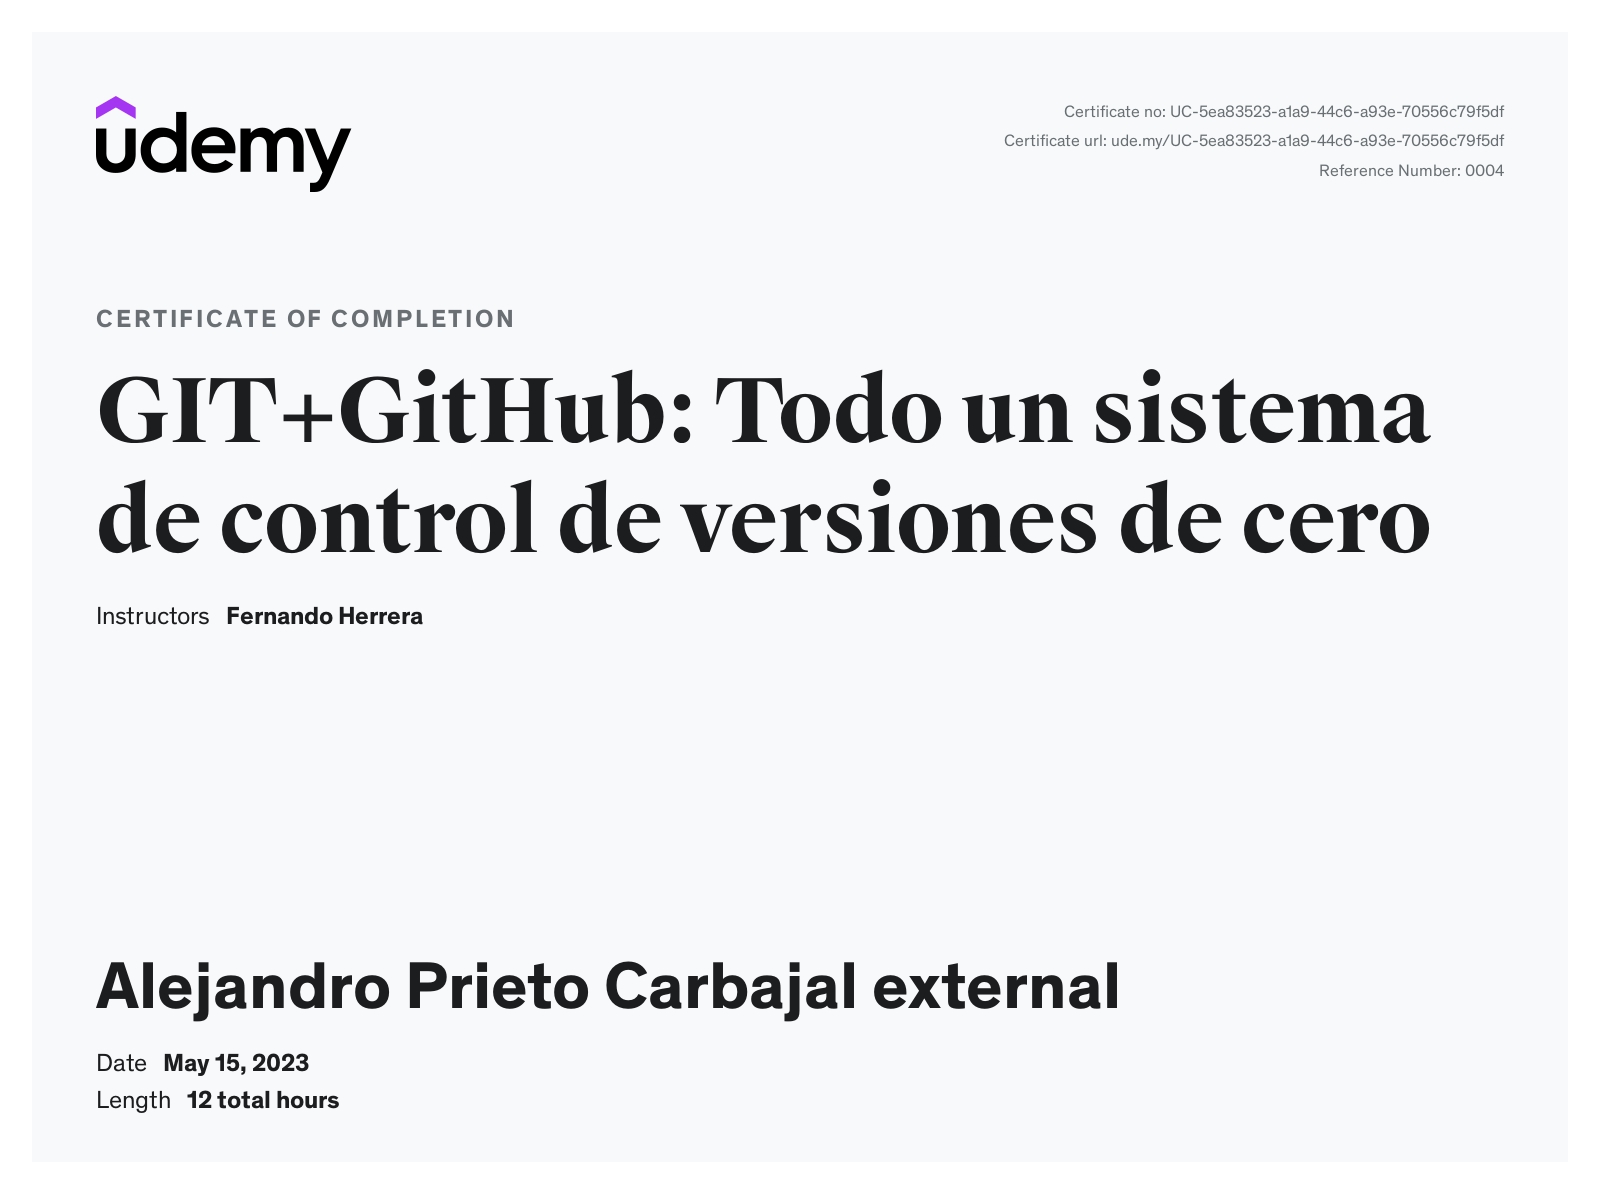 udemy
Certificate no: UC-5ea83523-a1a9-44c6-a93e-70556c79f5df
Certificate url: ude.my/UC-5ea83523-a1a9-44c6-a93e-70556c79f5df
Reference Number: 0004
CERTIFICATE OF COMPLETION
GIT+GitHub: Todo un sistema
de control de versiones de cero
Instructors Fernando Herrera
Alejandro Prieto Carbajal external
Date May 15, 2023
Length 12 total hours